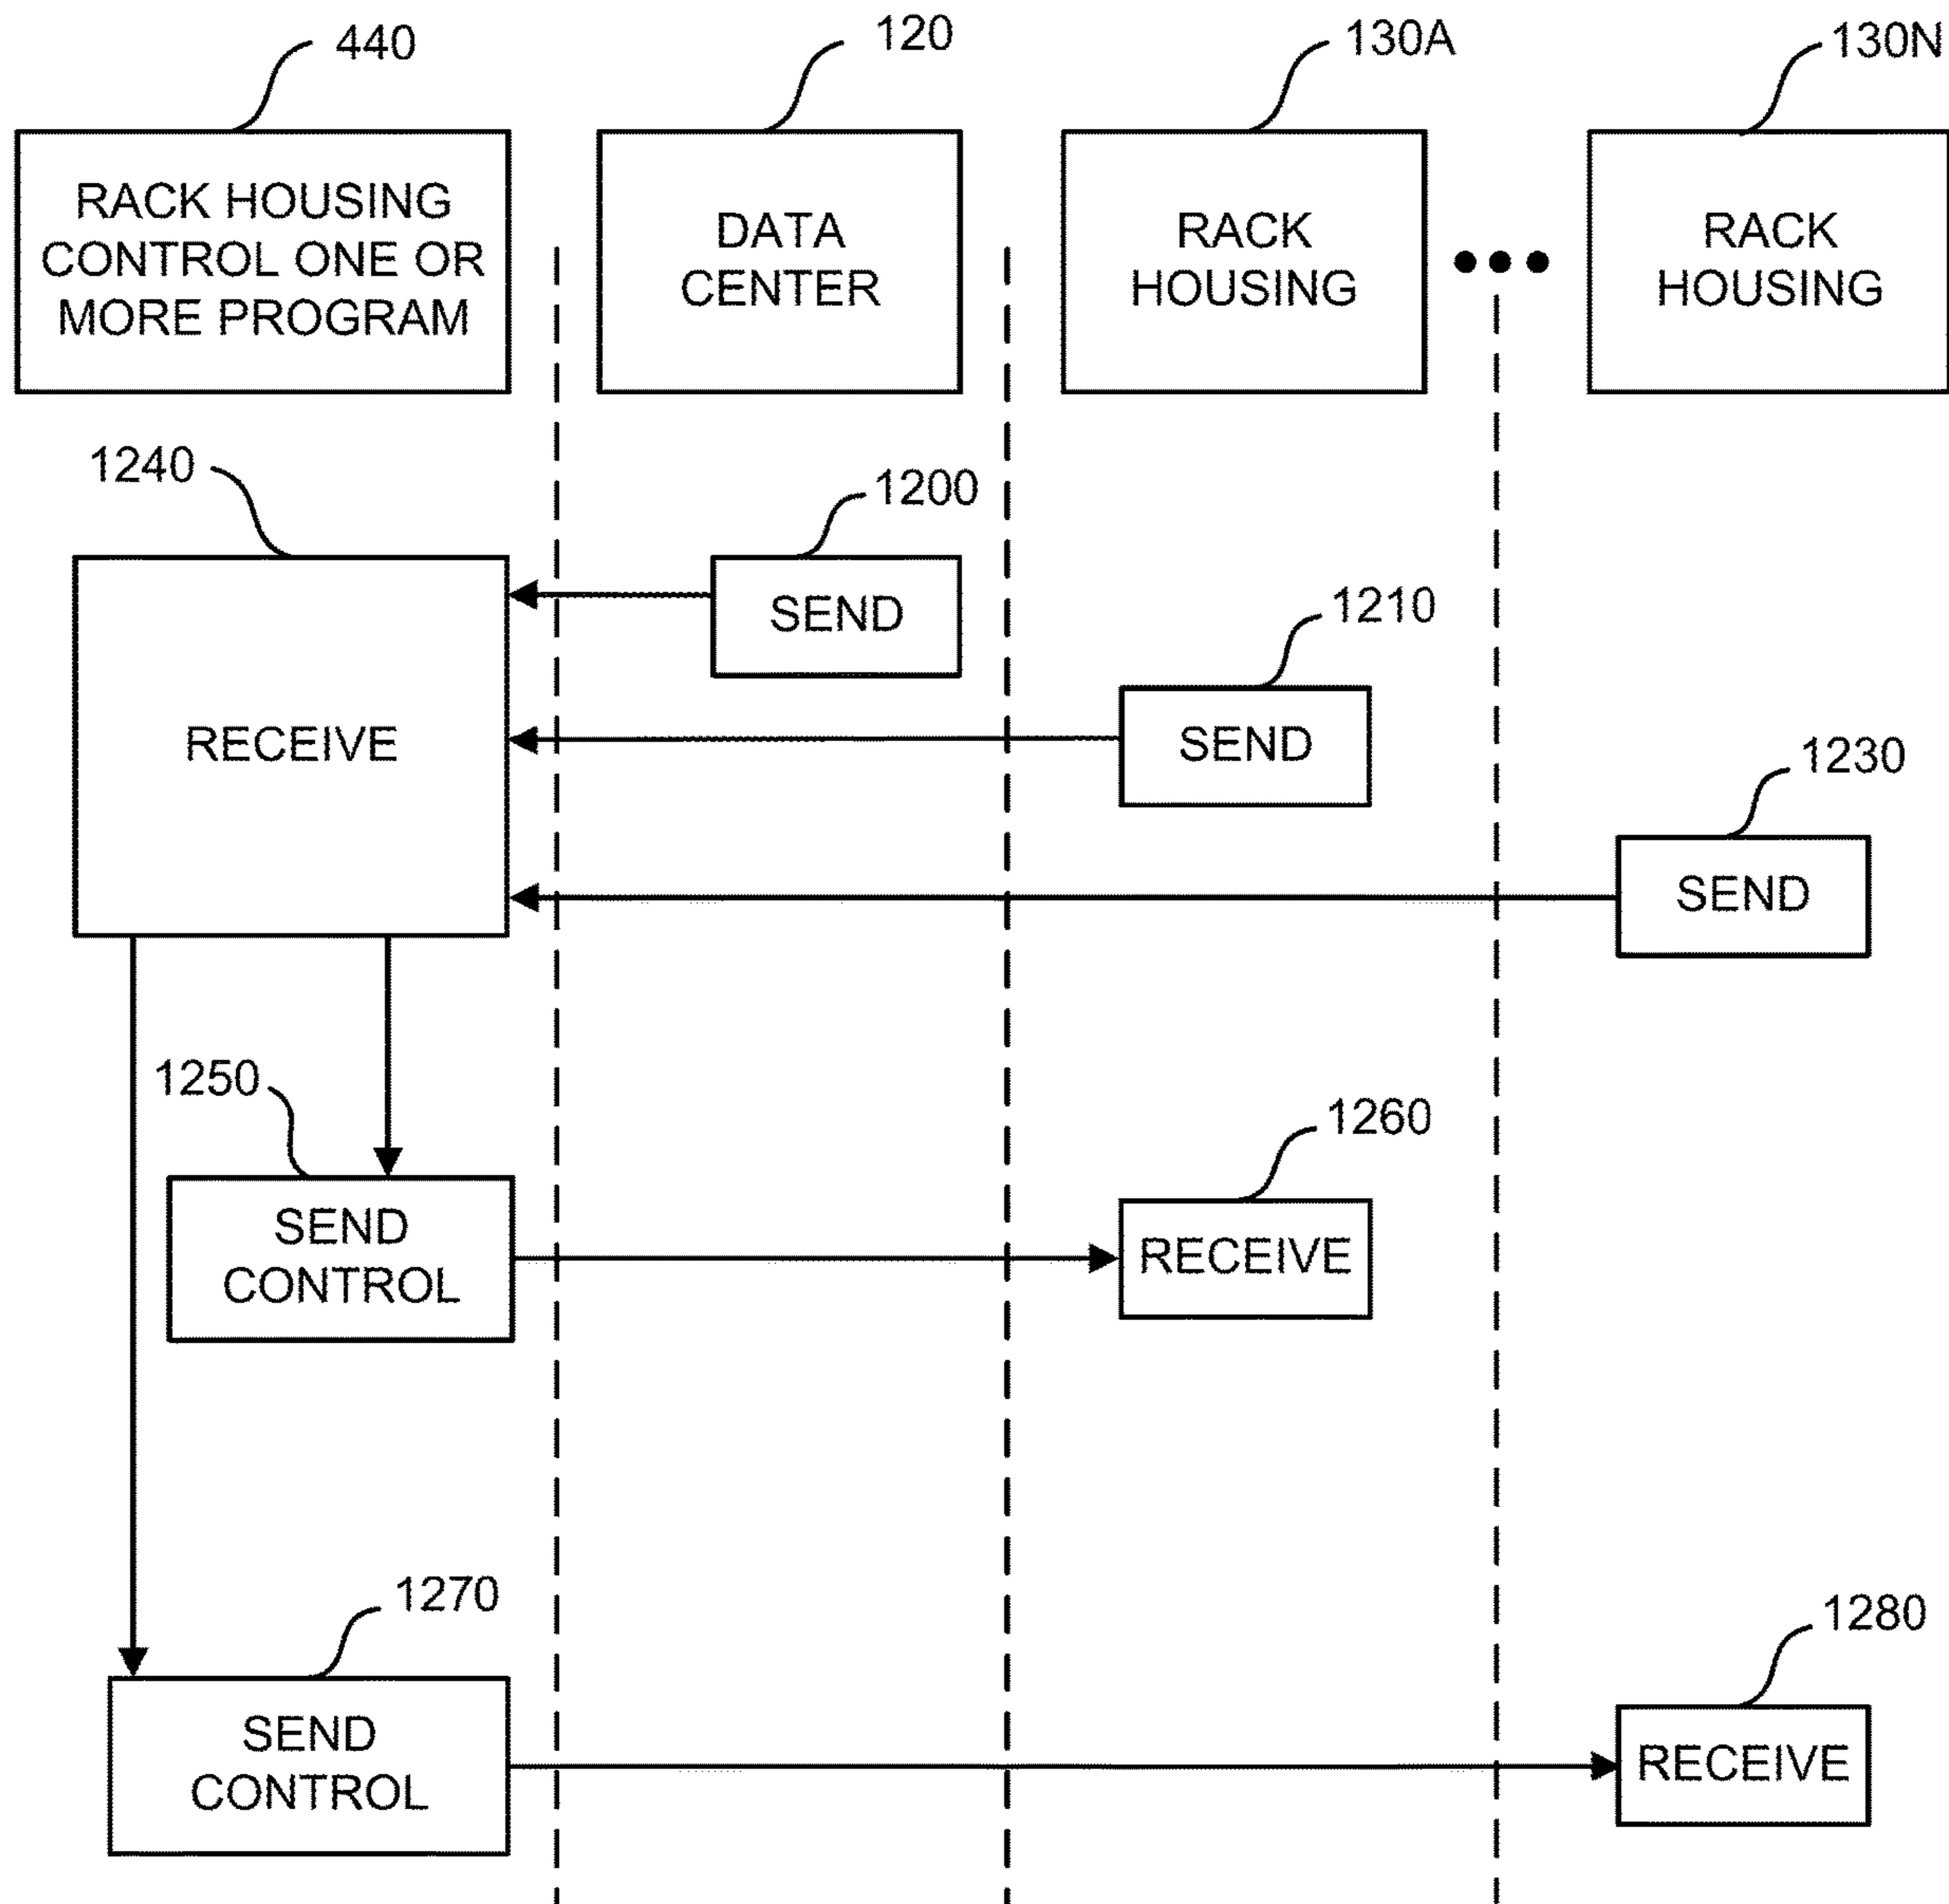 440
120
130A
130N
RACK HOUSING
CONTROL ONE OR
MORE PROGRAM
DATA
CENTER
RACK
HOUSING
RACK
HOUSING
1240
1200
SEND
1210
RECEIVE
SEND
1230
SEND
1250
1260
SEND
CONTROL
RECEIVE
1270
1280
SEND
CONTROL
RECEIVE